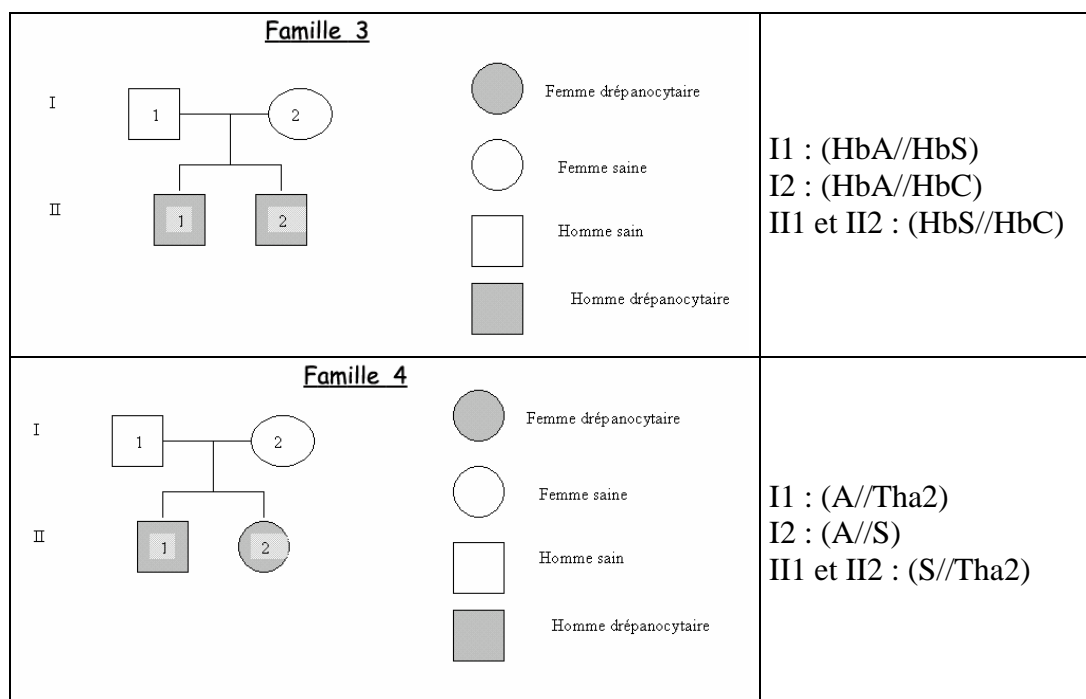 Famille 3
I
1
2
Femme drépanocytaire
Femme saine
II
1
2
Homme sain
Homme drépanocytaire
I1 : (HbA//HbS)
I2 : (HbA//HbC)
II1 et II2 : (HbS//HbC)
Famille 4
I
1
2
Femme drépanocytaire
Femme saine
II
1
2
Homme sain
Homme drépanocytaire
I1 : (A//Tha2)
I2 : (A//S)
II1 et II2 : (S//Tha2)